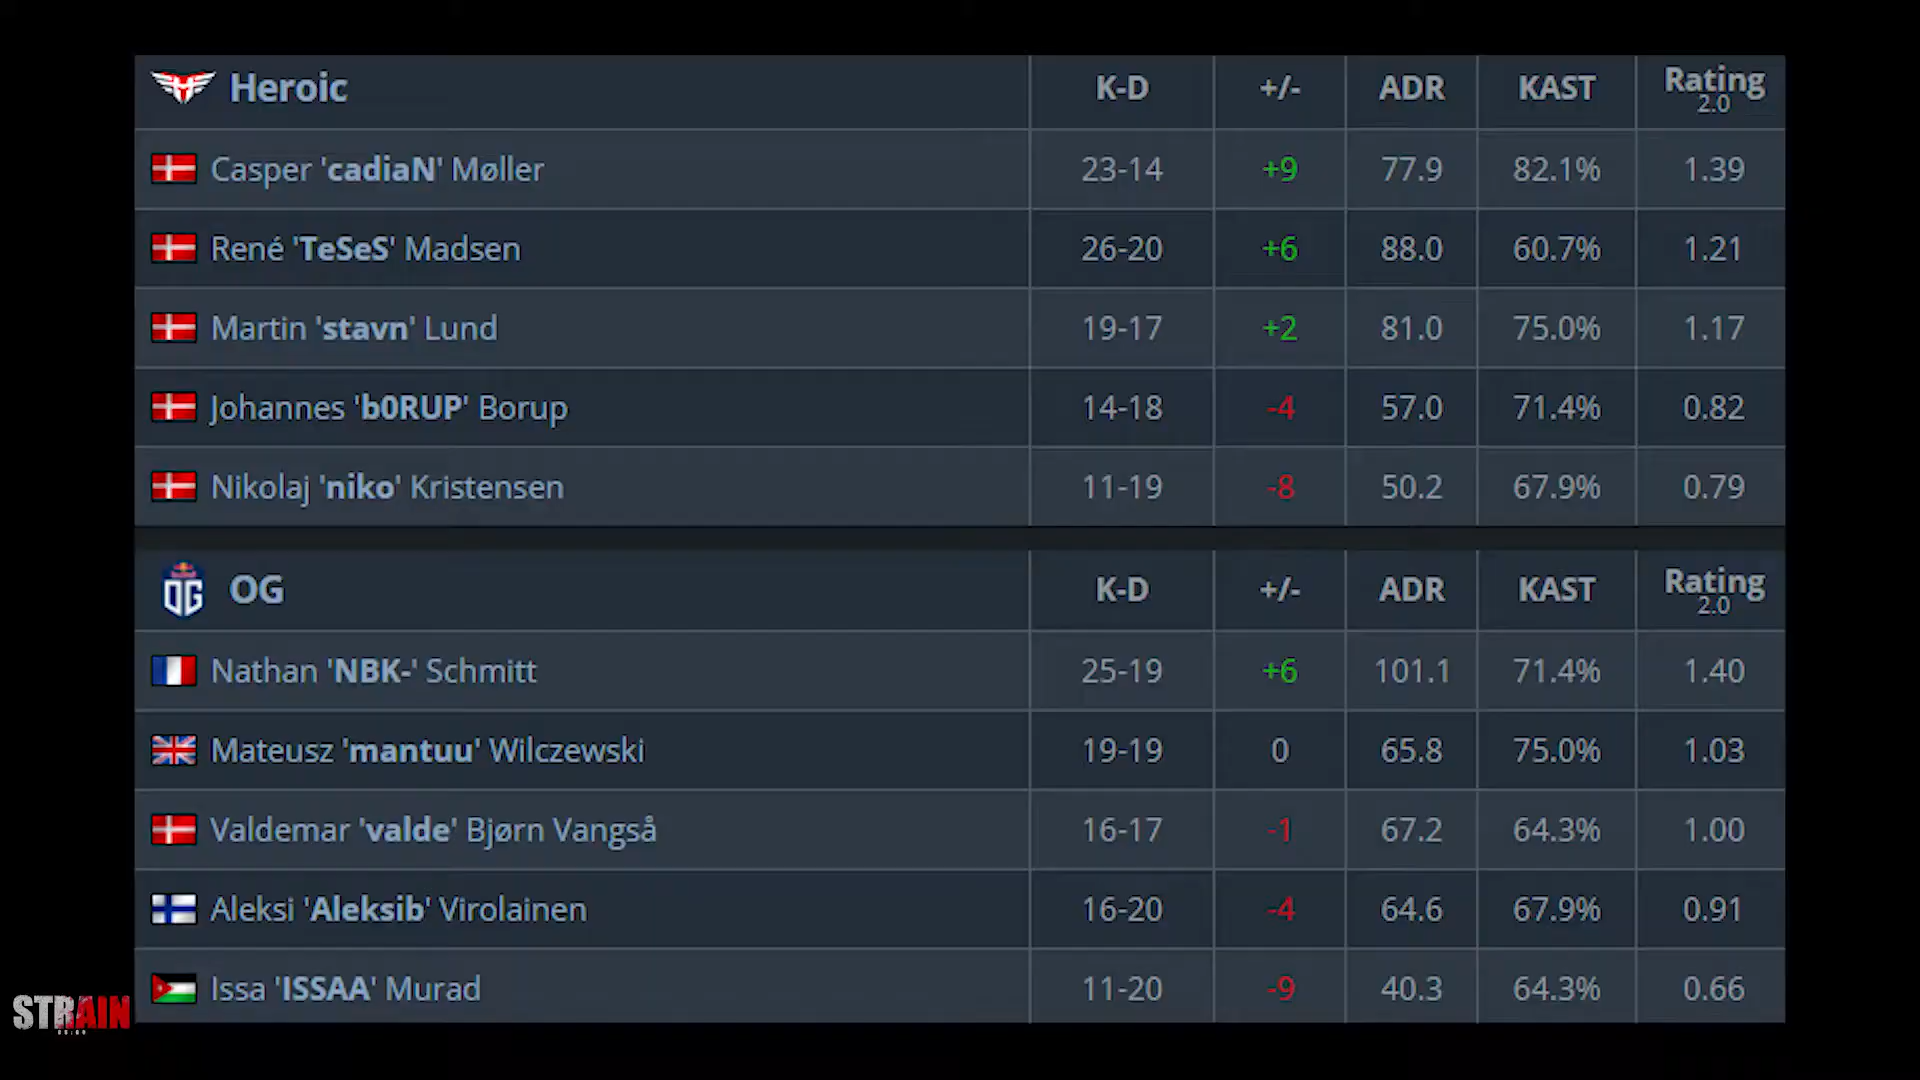 Heroic K-D +/- ADR KAST Rating 2.0
Casper 'cadiaN' Møller 23-14 +9 77.9 82.1% 1.39
René 'TeSeS' Madsen 26-20 +6 88.0 60.7% 1.21
Martin 'stavn' Lund 19-17 +2 81.0 75.0% 1.17
Johannes 'b0RUP' Borup 14-18 -4 57.0 71.4% 0.82
Nikolaj 'niko' Kristensen 11-19 -8 50.2 67.9% 0.79
OG OG K-D +/- ADR KAST Rating 2.0
Nathan 'NBK-' Schmitt 25-19 +6 101.1 71.4% 1.40
Mateusz 'mantuu' Wilczewski 19-19 0 65.8 75.0% 1.03
Valdemar 'valde' Bjørn Vangså 16-17 -1 67.2 64.3% 1.00
Aleksi 'Aleksib' Virolainen 16-20 -4 64.6 67.9% 0.91
Issa 'ISSAA' Murad 11-20 -9 40.3 64.3% 0.66
STRAIN